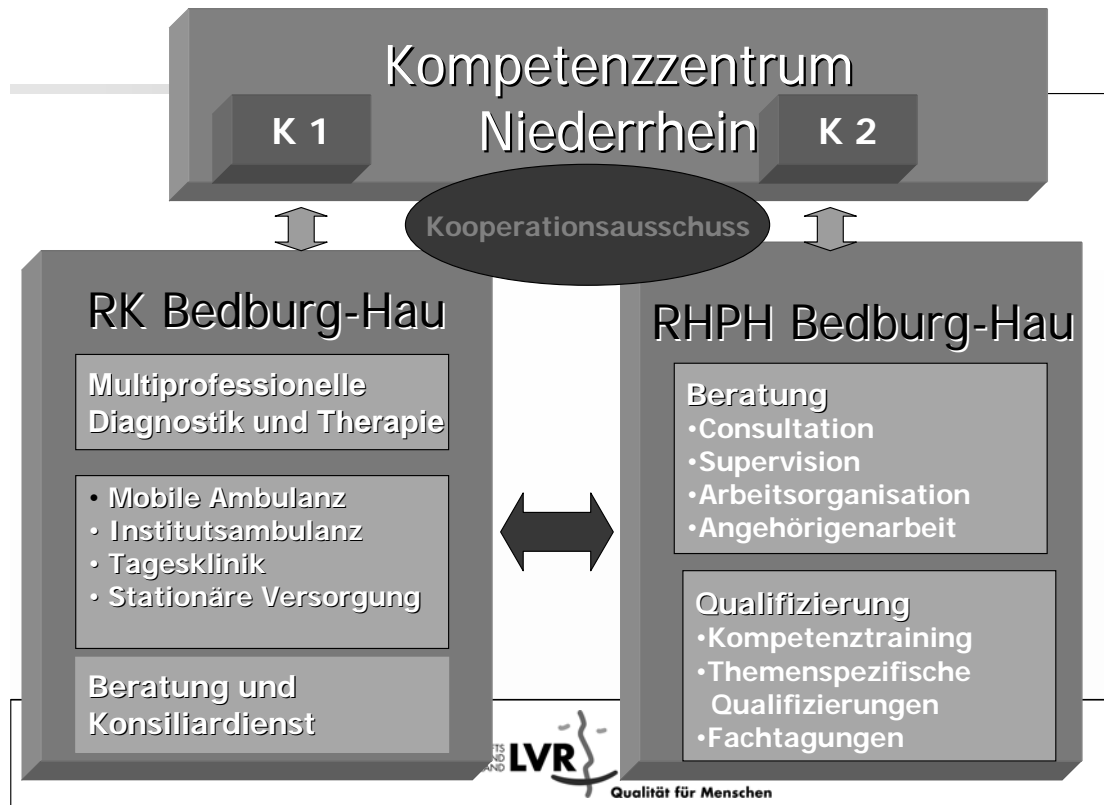 Kompetenzzentrum
Niederrhein
K 1
K 2
Kooperationsausschuss
RK Bedburg-Hau
Multiprofessionelle
Diagnostik und Therapie
• Mobile Ambulanz
• Institutsambulanz
• Tagesklinik
• Stationäre Versorgung
Beratung und
Konsiliardienst
RHPH Bedburg-Hau
Beratung
•Consultation
•Supervision
•Arbeitsorganisation
•Angehörigenarbeit
Qualifizierung
•Kompetenztraining
•Themenspezifische
Qualifizierungen
•Fachtagungen
LVR
Qualität für Menschen